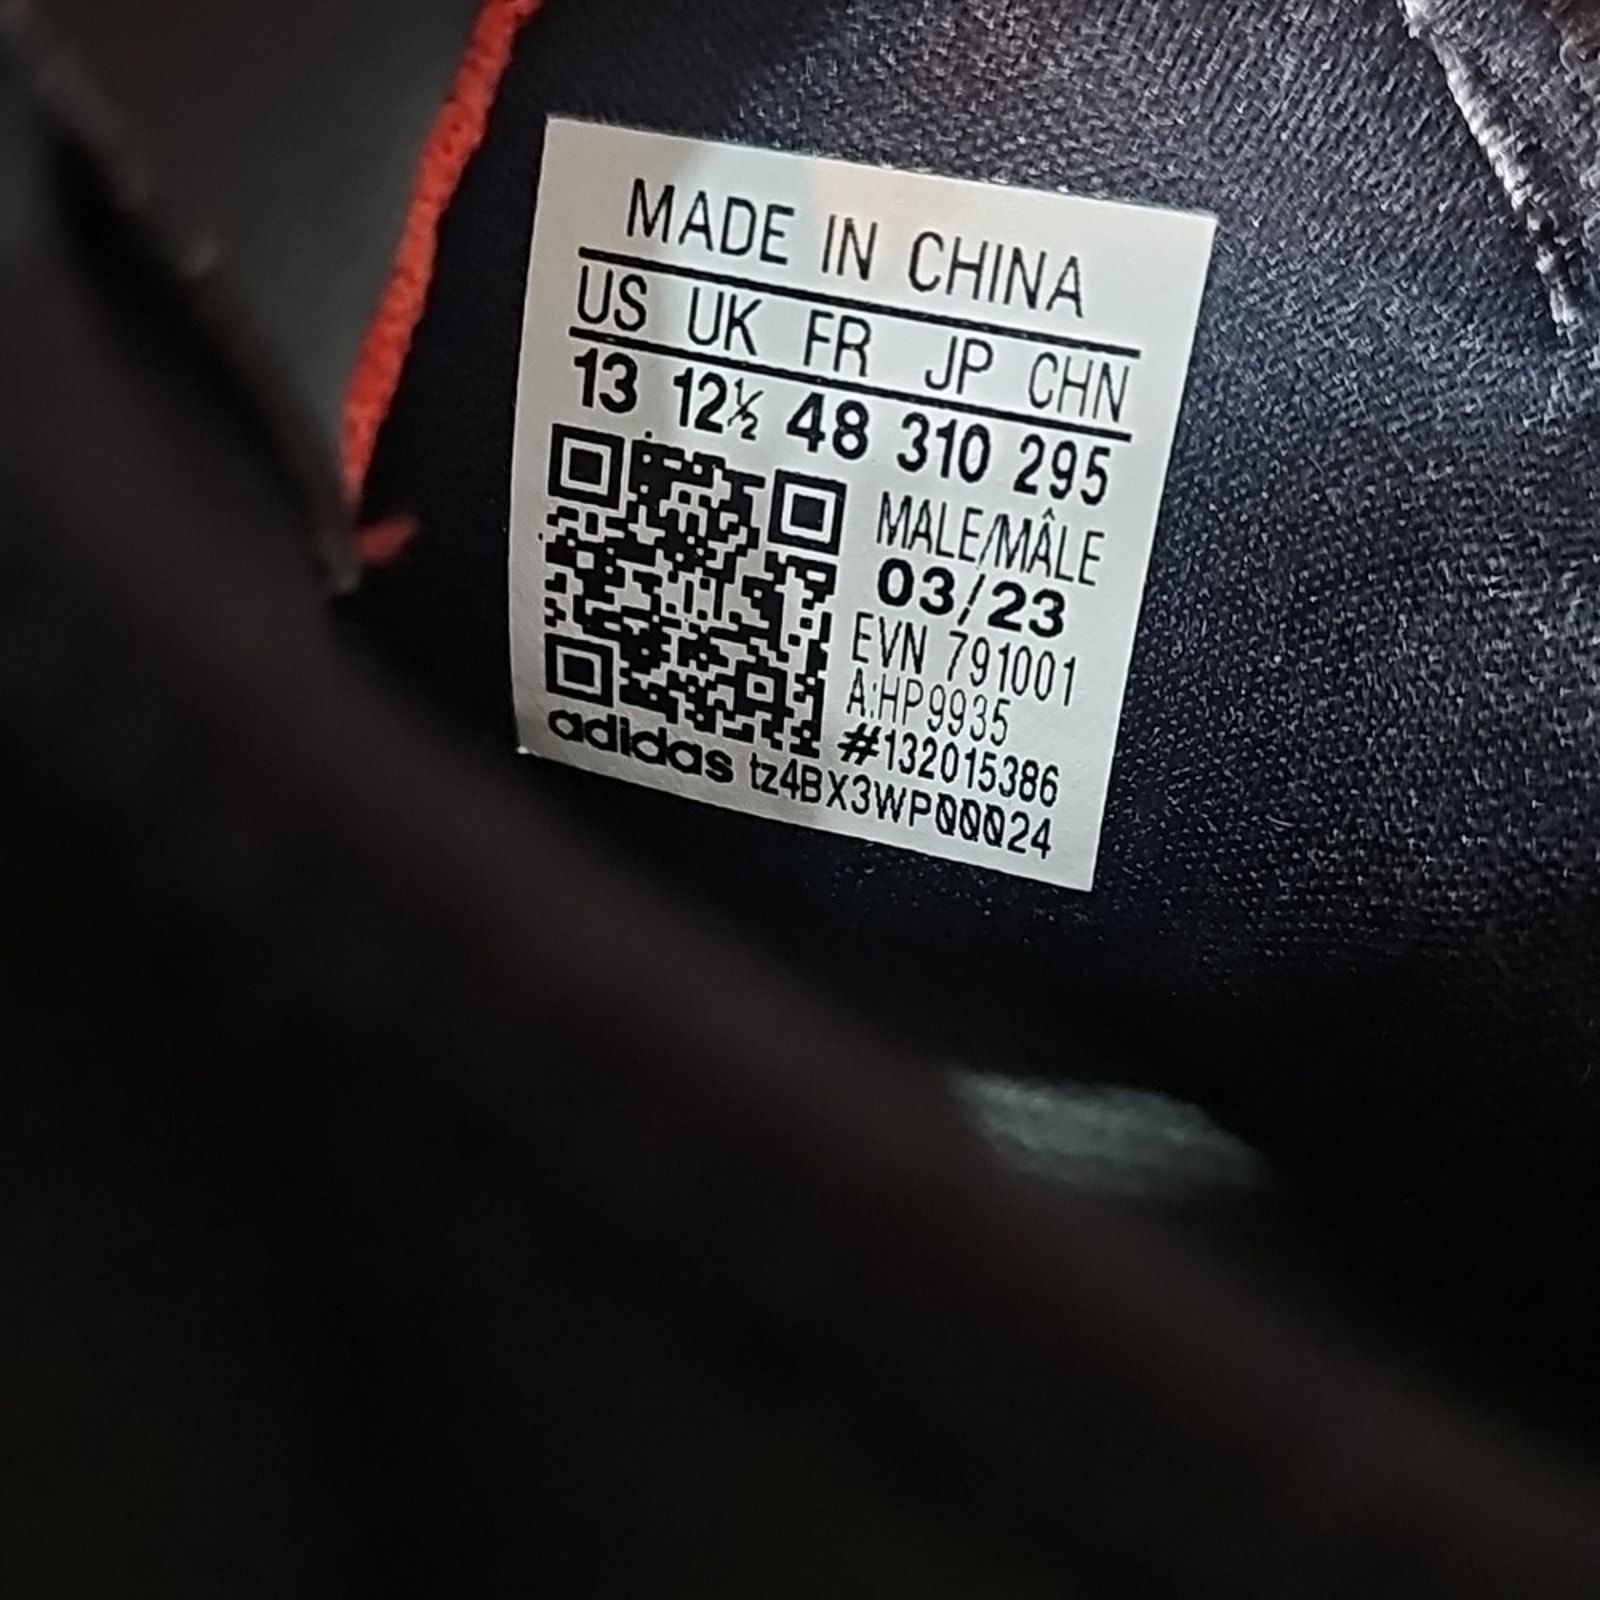 MADE IN CHINA
US UK FR JP CHN
13 12½ 48 310 295
MALE/MÂLE
03/23
EVN 791001
A:HP9935
#132015386
adidas tz4BX3WP00024